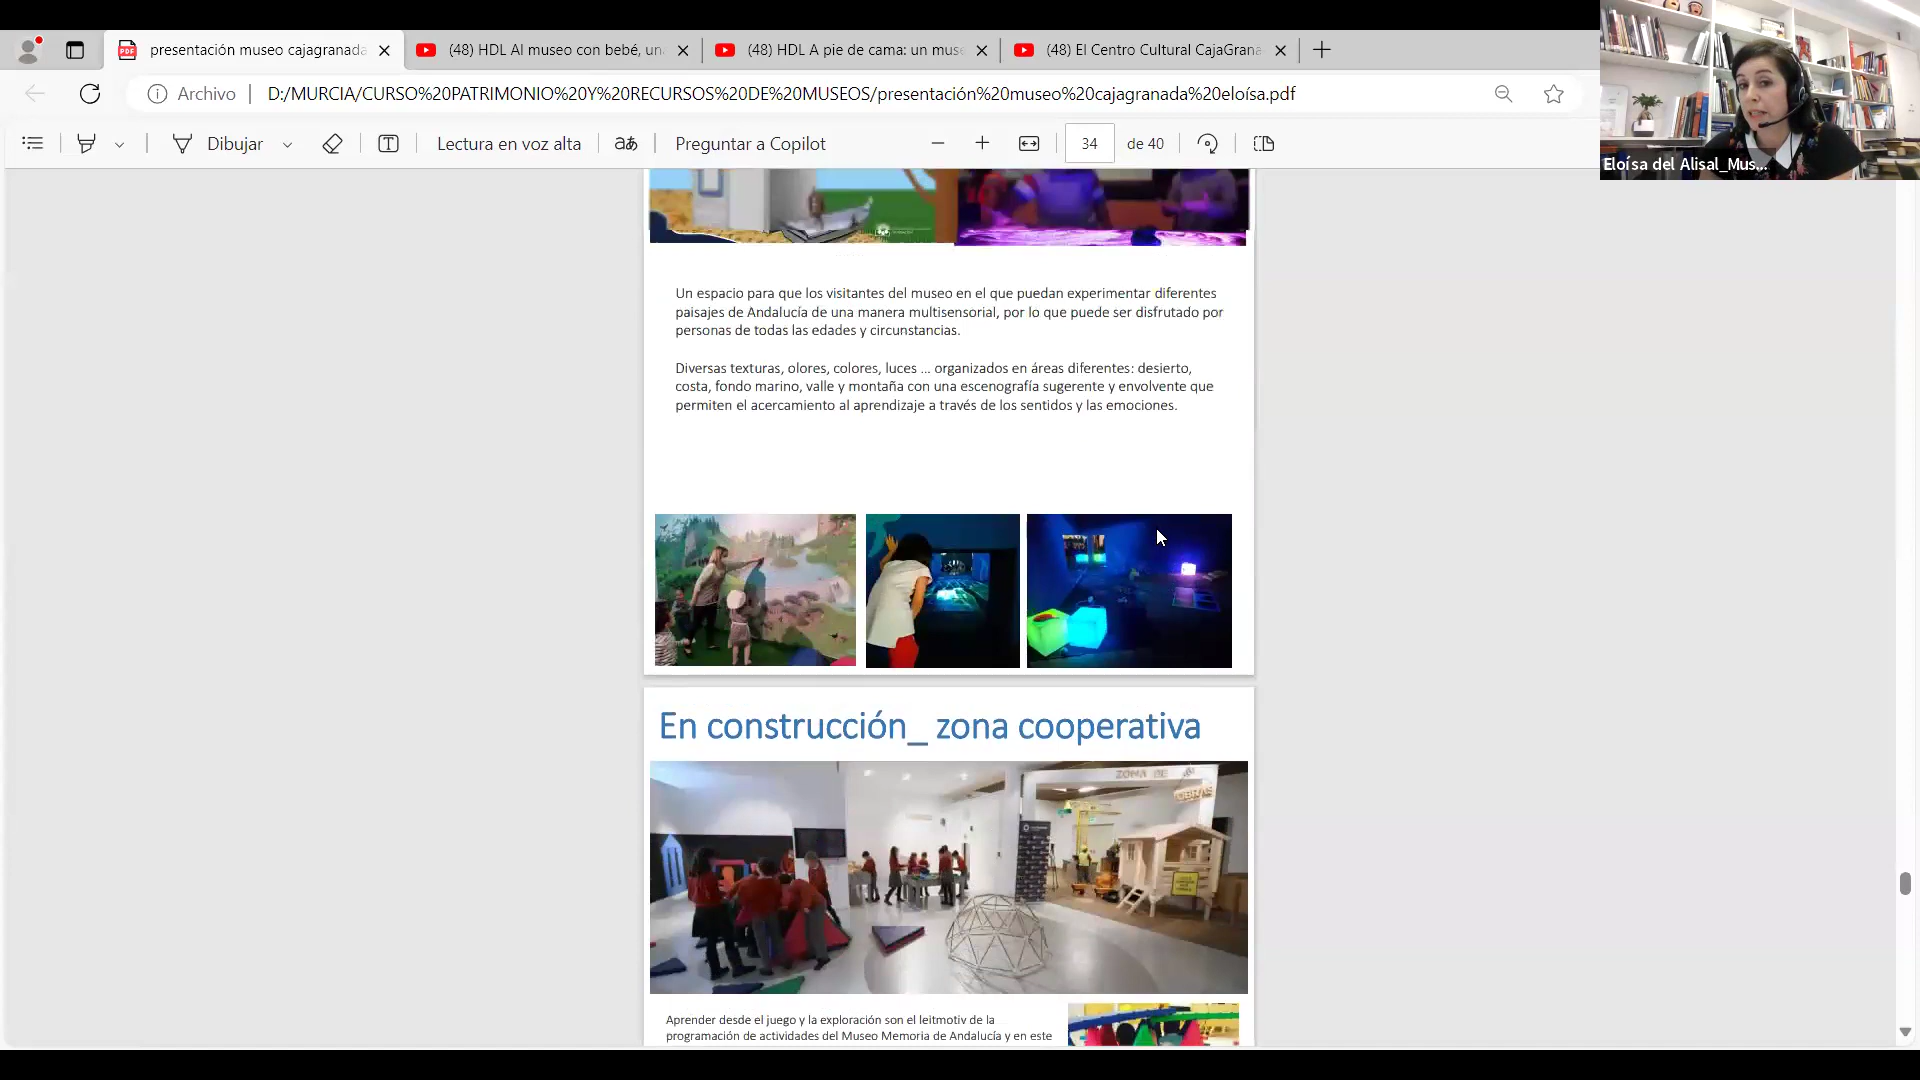 presentación museo cajagranada
(48) HDL Al museo con bebé, un
(48) HDL A pie de cama: un mus
(48) El Centro Cultural CajaGrana
Archivo
D:/MURCIA/CURSO%20PATRIMONIO%20Y%20RECURSOS%20DE%20MUSEOS/presentación%20museo%20cajagranada%20eloísa.pdf
Dibujar
Lectura en voz alta
Preguntar a Copilot
34
de 40
Eloísa del Alisal_Mus...
Un espacio para que los visitantes del museo en el que puedan experimentar diferentes
paisajes de Andalucía de una manera multisensorial, por lo que puede ser disfrutado por
personas de todas las edades y circunstancias.
Diversas texturas, olores, colores, luces ... organizados en áreas diferentes: desierto,
costa, fondo marino, valle y montaña con una escenografía sugerente y envolvente que
permiten el acercamiento al aprendizaje a través de los sentidos y las emociones.
En construcción_ zona cooperativa
ZONA DE
OBRAS
Aprender desde el juego y la exploración son el leitmotiv de la
programación de actividades del Museo Memoria de Andalucía y en este